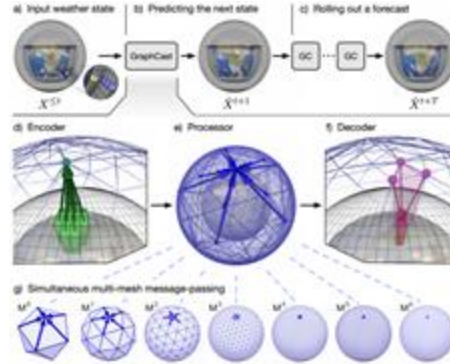 a) Input weather state
b) Predicting the next state
c) Rolling out a forecast
GraphCast
GC
GC
d) Encoder
e) Processor
f) Decoder
g) Simultaneous multi-mesh message-passing